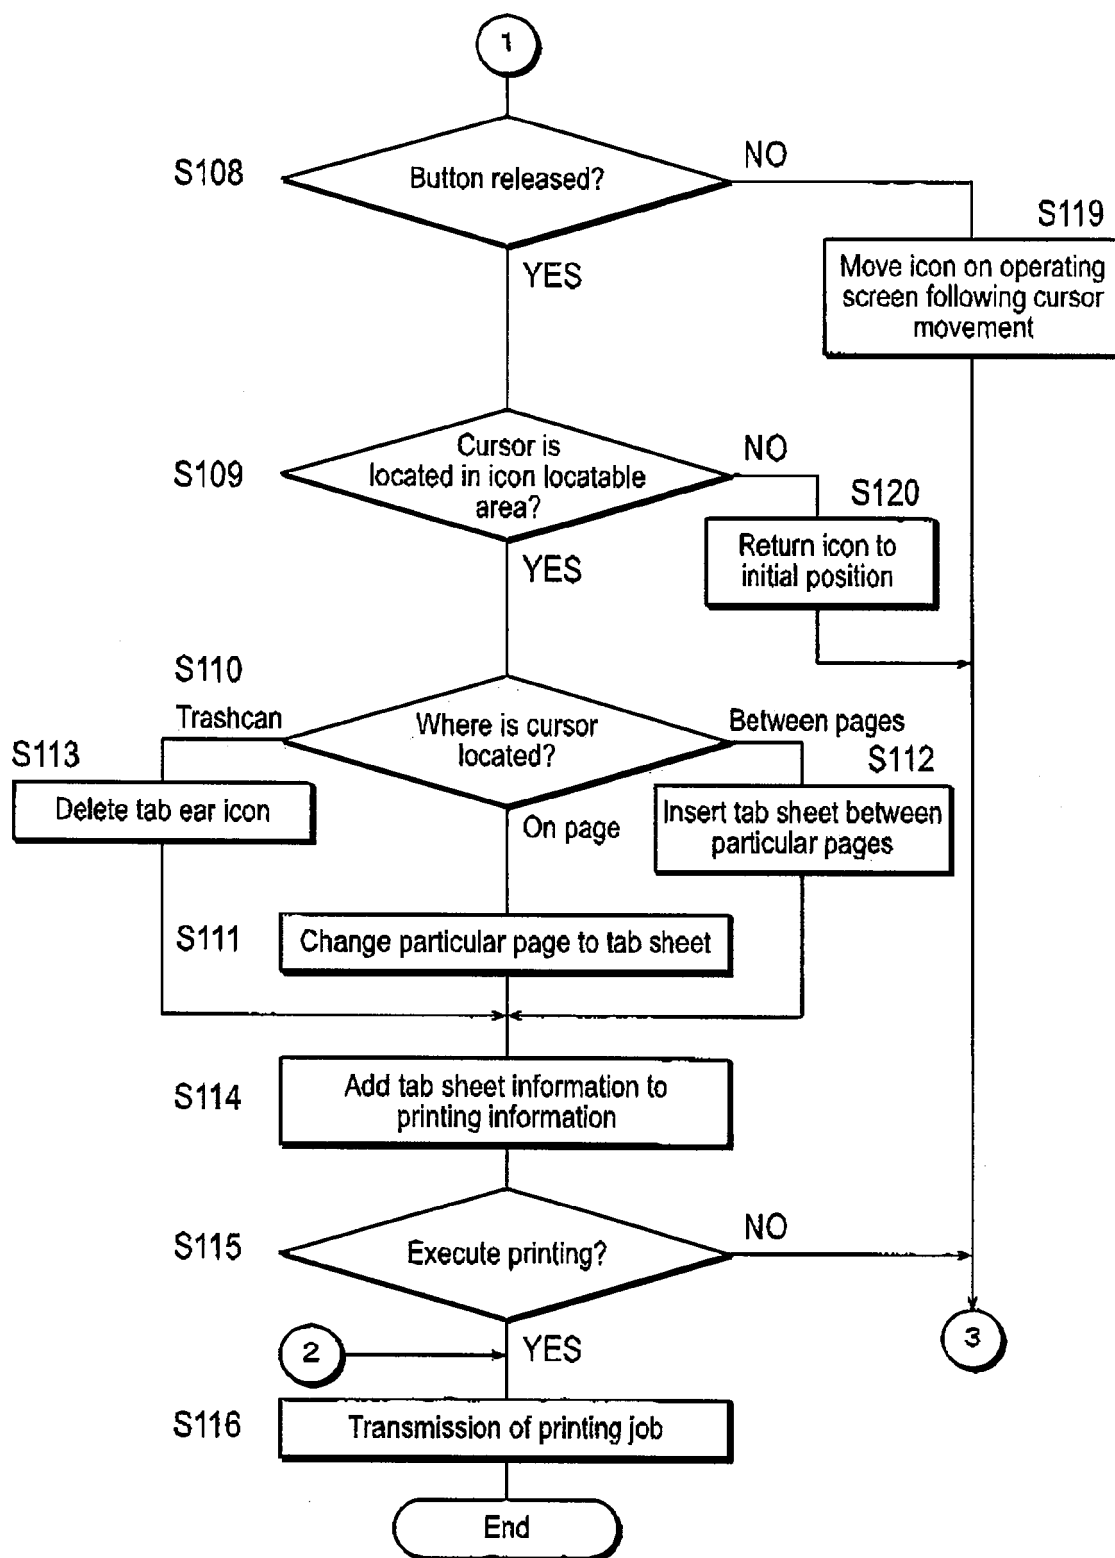 1
S108
Button released?
NO
YES
S119
Move icon on operating
screen following cursor
movement
S109
Cursor is
located in icon locatable
area?
NO
YES
S120
Return icon to
initial position
S110
Trashcan
Where is cursor
located?
Between pages
On page
S113
Delete tab ear icon
S112
Insert tab sheet between
particular pages
S111
Change particular page to tab sheet
S114
Add tab sheet information to
printing information
S115
Execute printing?
NO
YES
2
3
S116
Transmission of printing job
End